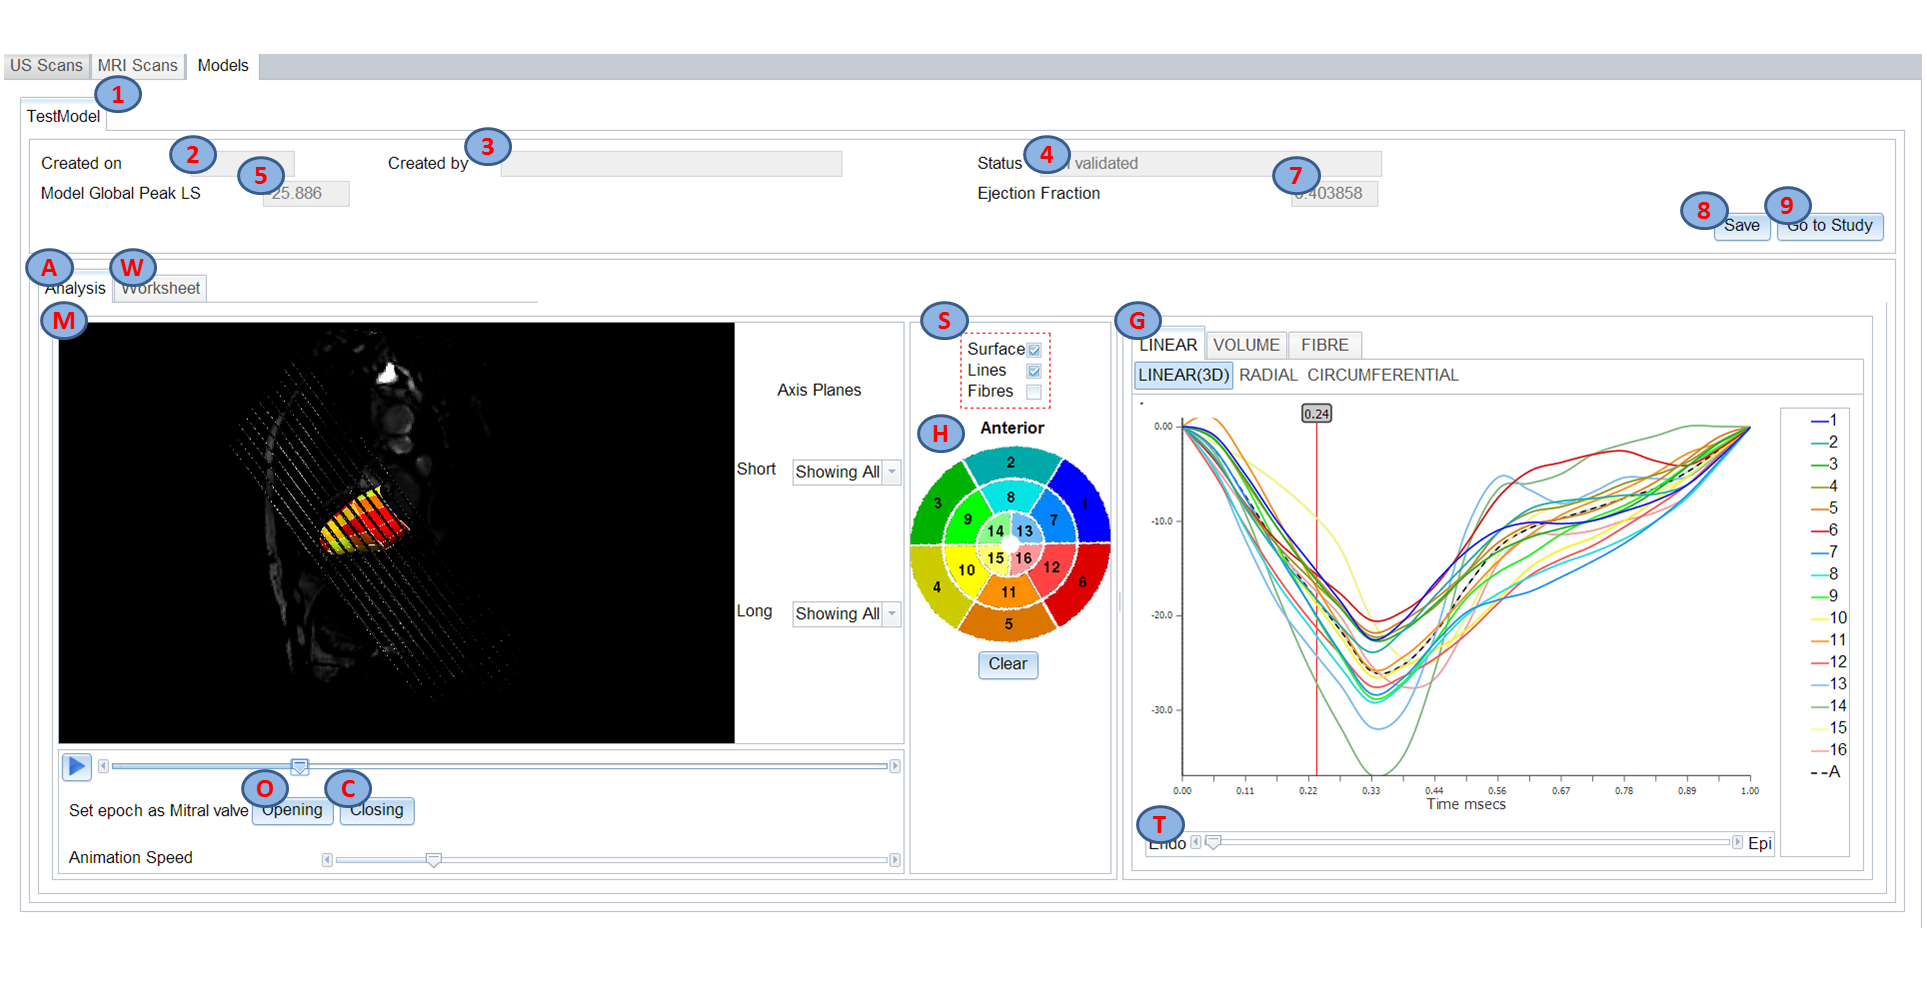 US Scans MRI Scans Models
1
TestModel
Created on 2 Created by 3 Status 4 validated
Model Global Peak LS 5 25.886 Ejection Fraction 7 .403858
8 Save 9 Go to Study
A W
Analysis Worksheet
M S G
Axis Planes
Short Showing All
Long Showing All
O C
Set epoch as Mitral valve Opening Closing
Animation Speed
Surface
Lines
Fibres
H Anterior
2
3 8 1
9 7
14 13
15 16
10 12
4 6
11
5
Clear
LINEAR VOLUME FIBRE
LINEAR(3D) RADIAL CIRCUMFERENTIAL
0.24
0.00
-10.0
-20.0
-30.0
0.00 0.11 0.22 0.33 0.44 0.56 0.67 0.78 0.89 1.00
Time msecs
1
2
3
4
5
6
7
8
9
10
11
12
13
14
15
16
A
T
Endo Epi